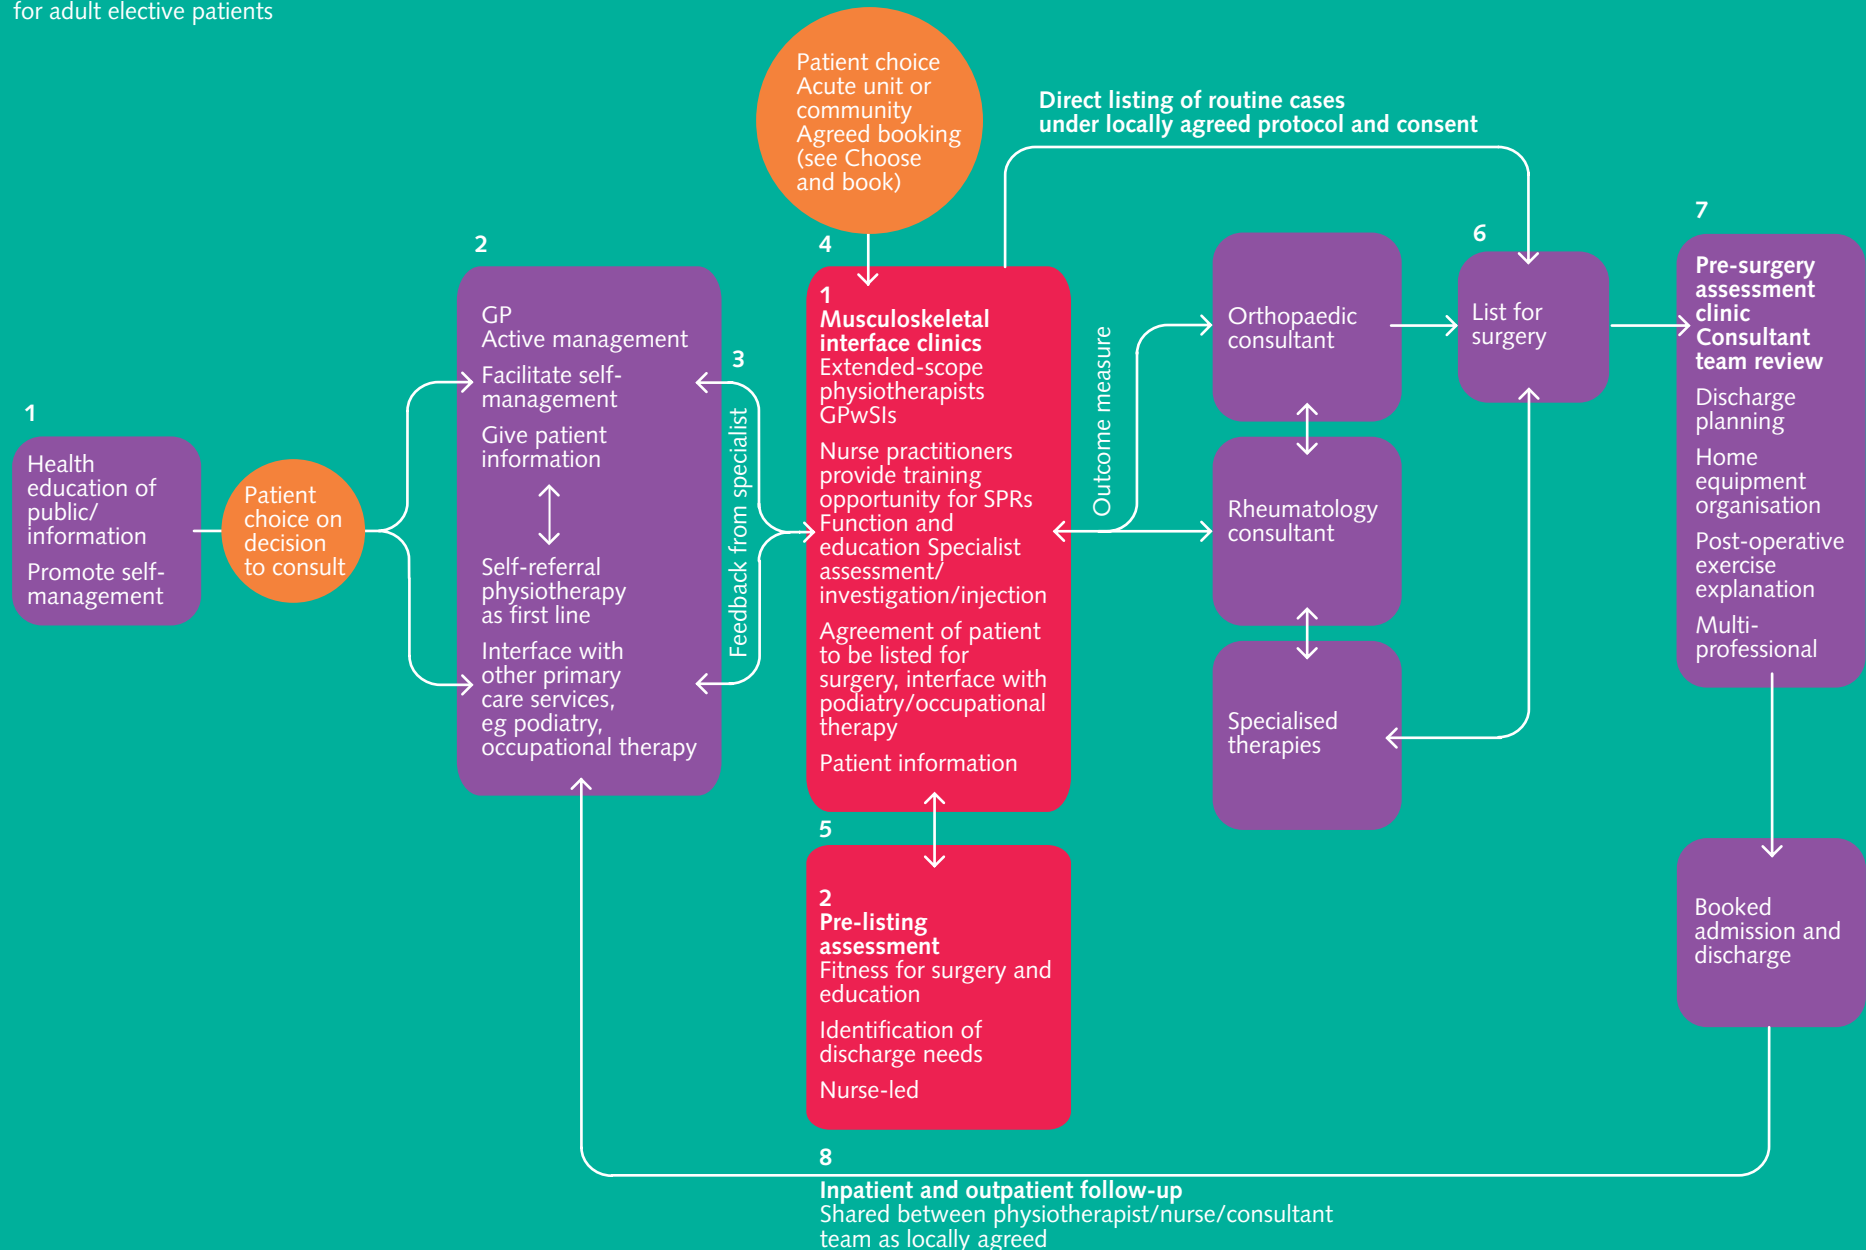 for adult elective patients
1
Health
education of
public/
information
Promote self-
management
Patient
choice on
decision
to consult
2
GP
Active management
Facilitate self-
management
Give patient
information
Self-referral
physiotherapy
as first line
Interface with
other primary
care services,
eg podiatry,
occupational therapy
3
Feedback from specialist
Patient choice
Acute unit or
community
Agreed booking
(see Choose
and book)
4
1
Musculoskeletal
interface clinics
Extended-scope
physiotherapists
GPwSIs
Nurse practitioners
provide training
opportunity for SPRs
Function and
education Specialist
assessment/
investigation/injection
Agreement of patient
to be listed for
surgery, interface with
podiatry/occupational
therapy
Patient information
5
2
Pre-listing
assessment
Fitness for surgery and
education
Identification of
discharge needs
Nurse-led
Direct listing of routine cases
under locally agreed protocol and consent
Outcome measure
Orthopaedic
consultant
Rheumatology
consultant
Specialised
therapies
6
List for
surgery
7
Pre-surgery
assessment
clinic
Consultant
team review
Discharge
planning
Home
equipment
organisation
Post-operative
exercise
explanation
Multi-
professional
Booked
admission and
discharge
8
Inpatient and outpatient follow-up
Shared between physiotherapist/nurse/consultant
team as locally agreed